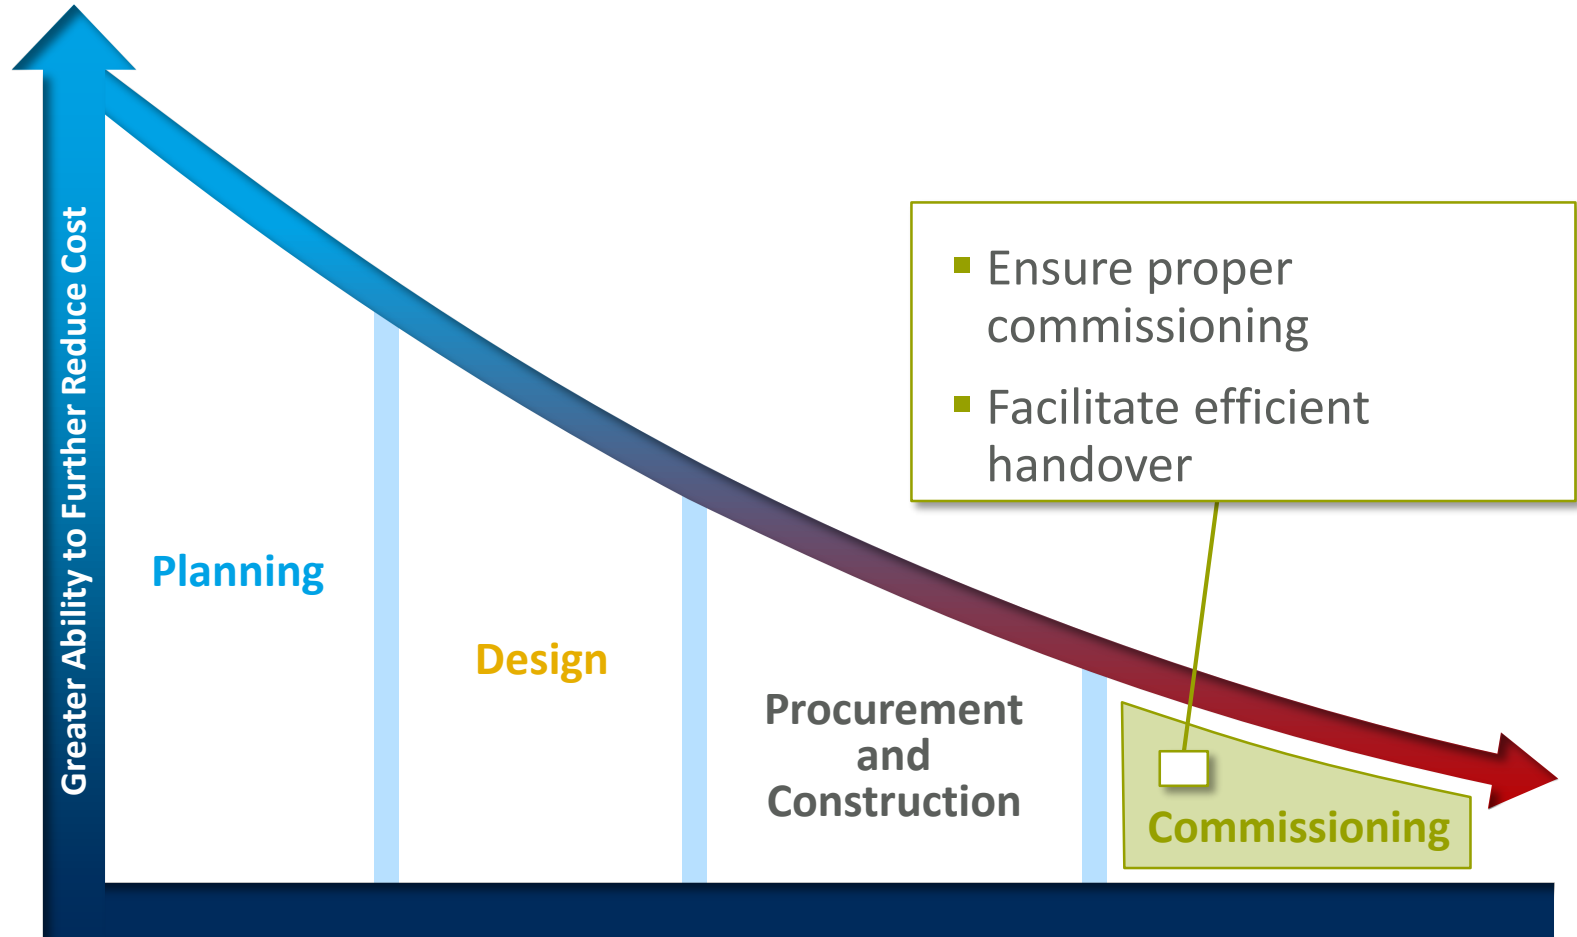 Greater Ability to Further Reduce Cost
Ensure proper
commissioning
Facilitate efficient
handover
Planning
Design
Procurement
and
Construction
Commissioning